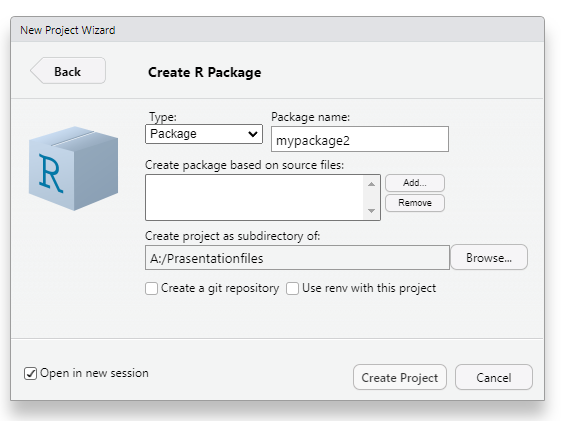 New Project Wizard
Back
Create R Package
R
Type: Package name:
Package mypackage2
Create package based on source files:
Add...
Remove
Create project as subdirectory of:
A:/Prasentationfiles Browse...
Create a git repository Use renv with this project
Open in new session
Create Project Cancel